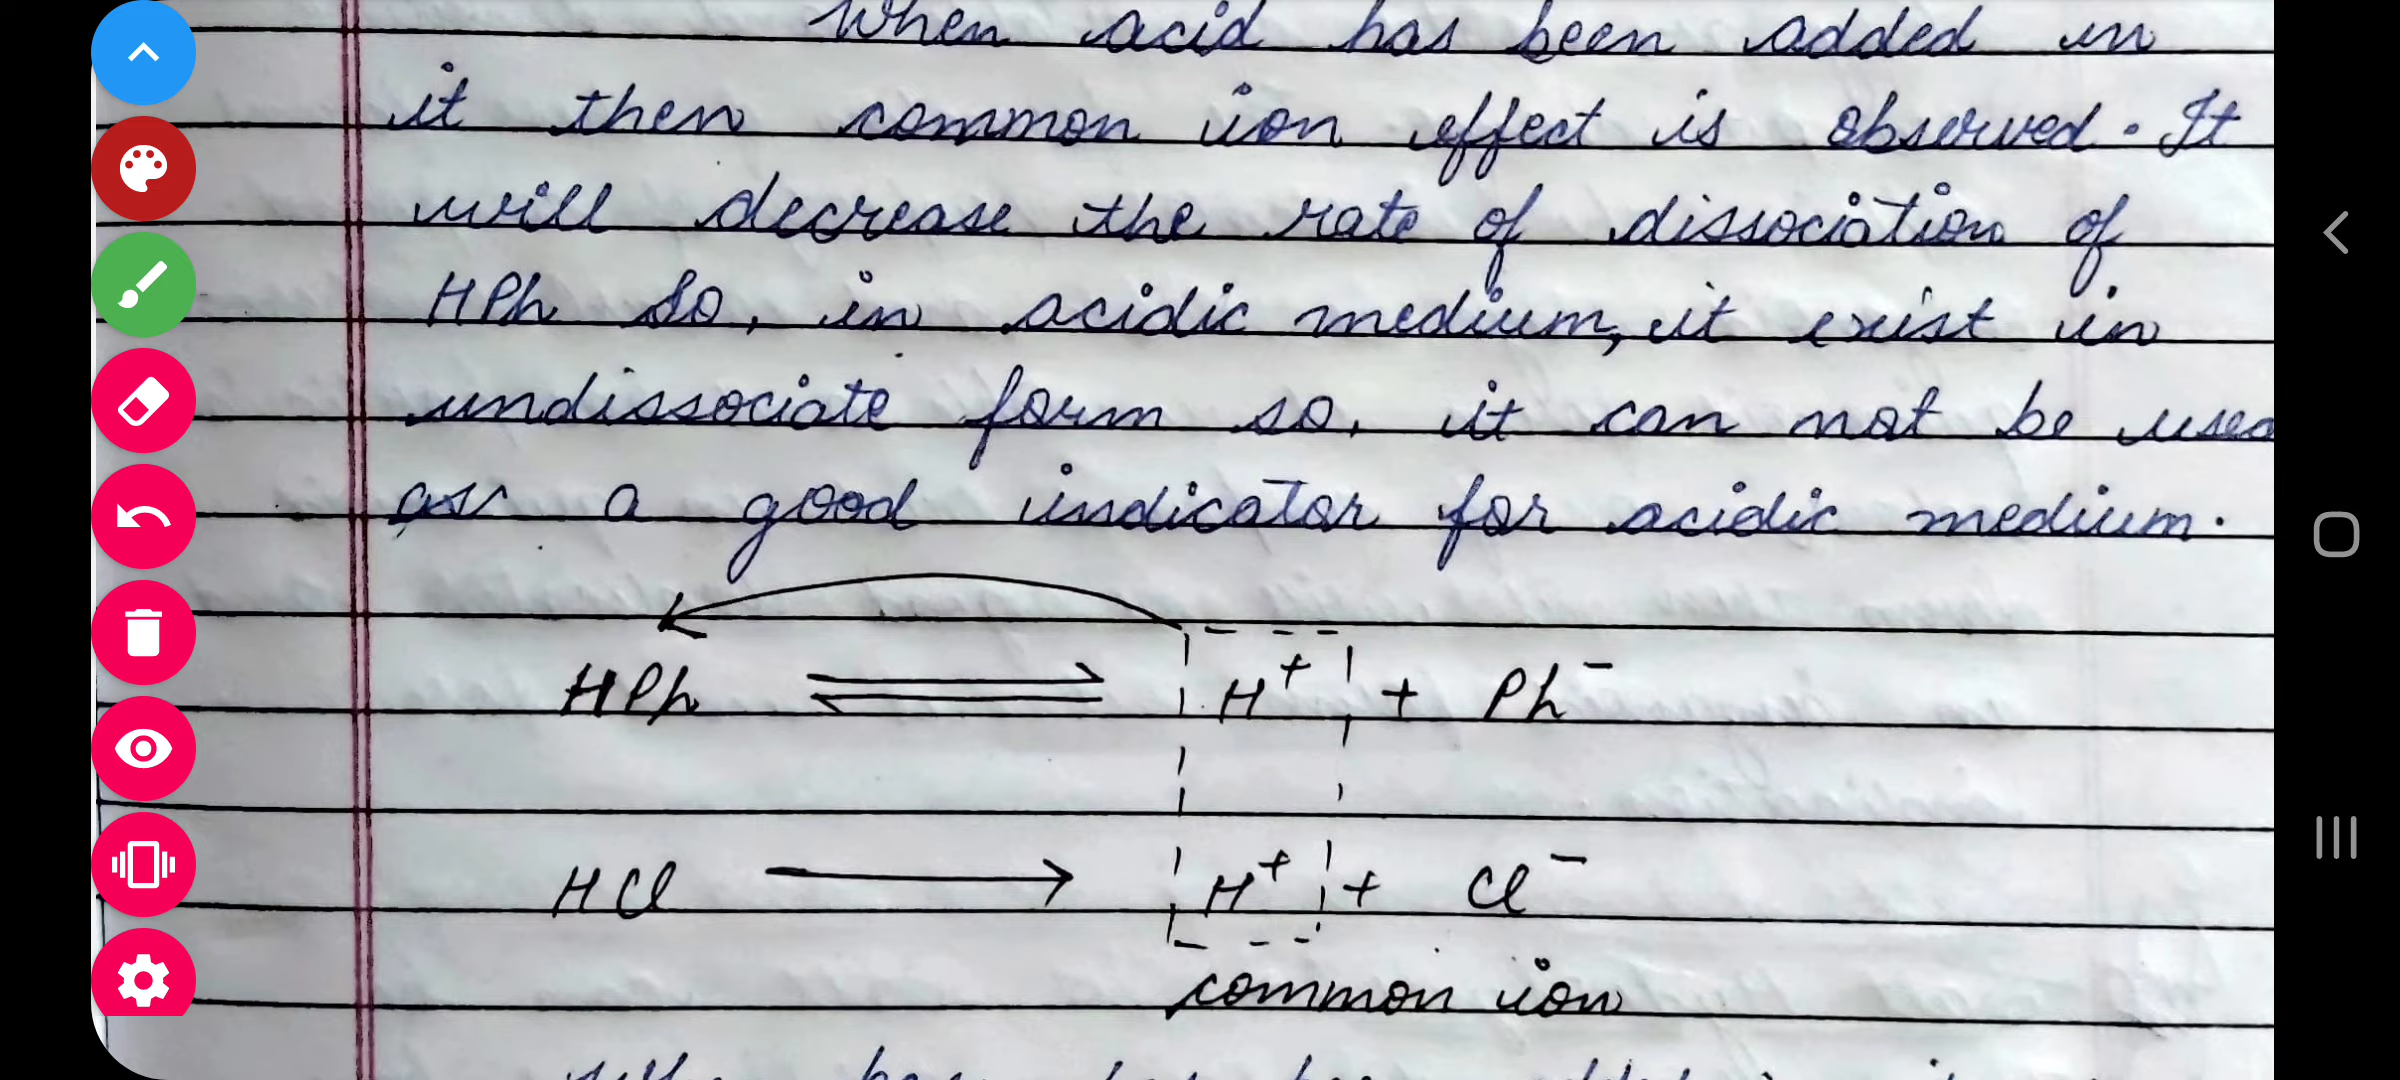 When acid has been added in
it then common ion effect is observed. It
will decrease the rate of dissociation of
HPh So, in acidic medium, it exist in
undissociate form so, it can not be used
as a good indicator for acidic medium.
HPh ⇌ H⁺ + Ph⁻
HCl ⟶ H⁺ + Cl⁻
common ion